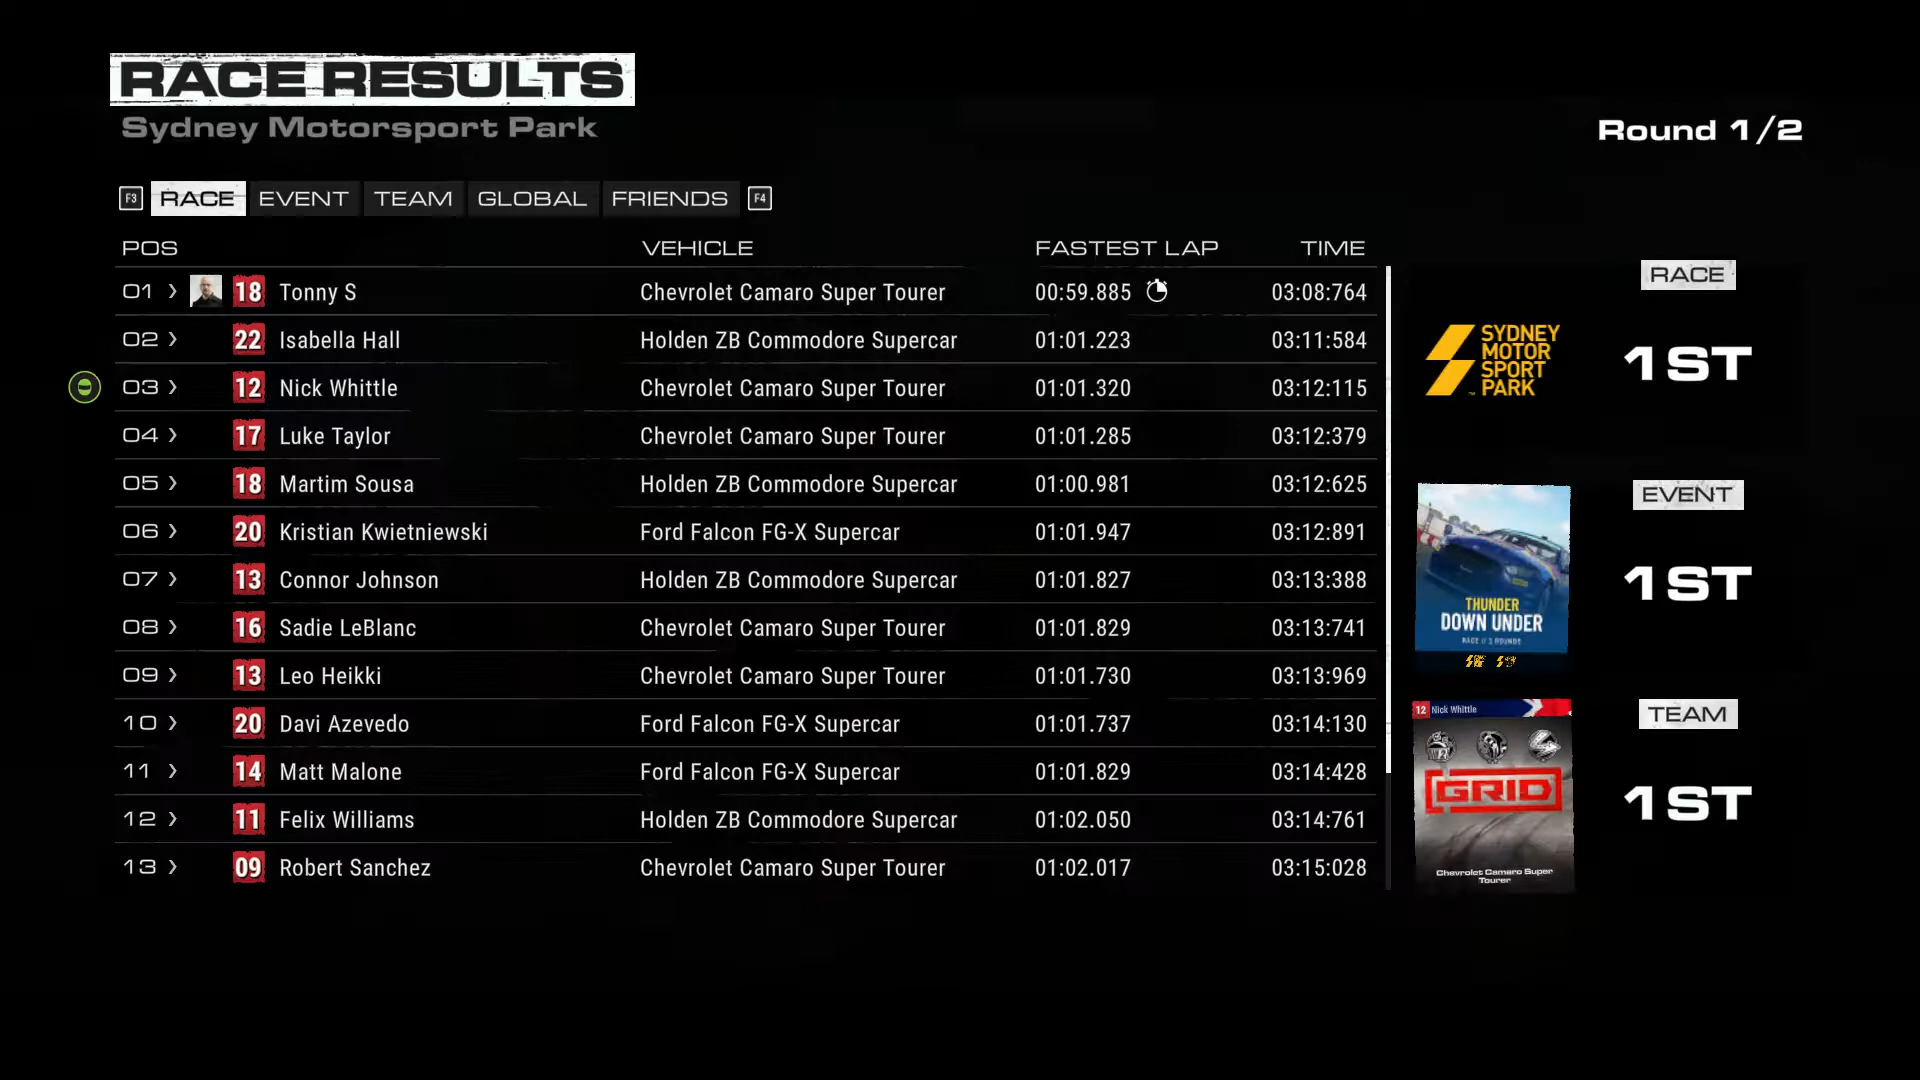 RACE RESULTS
Sydney Motorsport Park
Round 1/2
F3 RACE EVENT TEAM GLOBAL FRIENDS F4
POS VEHICLE FASTEST LAP TIME
01 > 18 Tonny S Chevrolet Camaro Super Tourer 00:59.885 03:08:764
02 > 22 Isabella Hall Holden ZB Commodore Supercar 01:01.223 03:11:584
03 > 12 Nick Whittle Chevrolet Camaro Super Tourer 01:01.320 03:12:115
04 > 17 Luke Taylor Chevrolet Camaro Super Tourer 01:01.285 03:12:379
05 > 18 Martim Sousa Holden ZB Commodore Supercar 01:00.981 03:12:625
06 > 20 Kristian Kwietniewski Ford Falcon FG-X Supercar 01:01.947 03:12:891
07 > 13 Connor Johnson Holden ZB Commodore Supercar 01:01.827 03:13:388
08 > 16 Sadie LeBlanc Chevrolet Camaro Super Tourer 01:01.829 03:13:741
09 > 13 Leo Heikki Chevrolet Camaro Super Tourer 01:01.730 03:13:969
10 > 20 Davi Azevedo Ford Falcon FG-X Supercar 01:01.737 03:14:130
11 > 14 Matt Malone Ford Falcon FG-X Supercar 01:01.829 03:14:428
12 > 11 Felix Williams Holden ZB Commodore Supercar 01:02.050 03:14:761
13 > 09 Robert Sanchez Chevrolet Camaro Super Tourer 01:02.017 03:15:028
SYDNEY
MOTOR
SPORT
PARK
RACE
1ST
THUNDER
DOWN UNDER
RACE // 2 ROUNDS
EVENT
1ST
12 Nick Whittle
GRID
Chevrolet Camaro Super
Tourer
TEAM
1ST